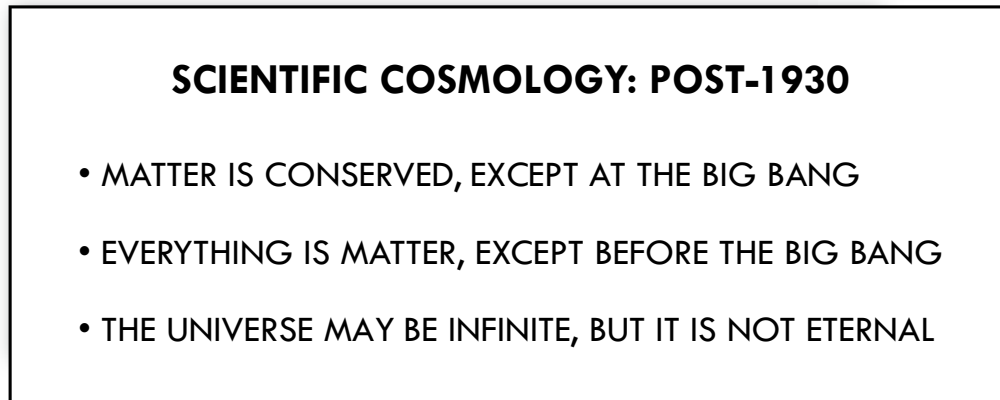 SCIENTIFIC COSMOLOGY: POST-1930
• MATTER IS CONSERVED, EXCEPT AT THE BIG BANG
• EVERYTHING IS MATTER, EXCEPT BEFORE THE BIG BANG
• THE UNIVERSE MAY BE INFINITE, BUT IT IS NOT ETERNAL